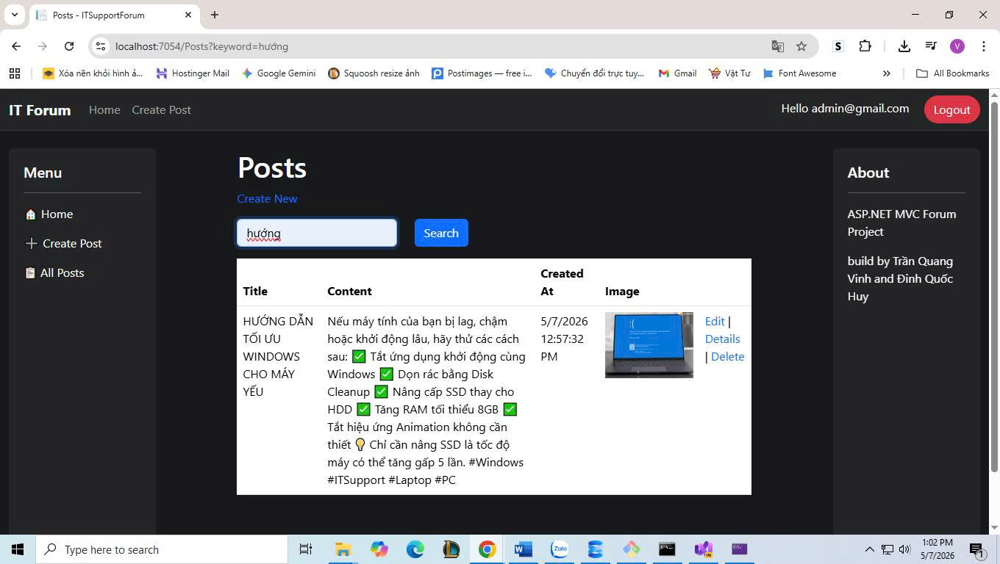 Posts - ITSupportForum
localhost:7054/Posts?keyword=hướng
Xóa nền khỏi hình ả...
Hostinger Mail
Google Gemini
Squoosh resize ảnh
Postimages — free i...
Chuyển đổi trực tuy...
Gmail
Vật Tư
Font Awesome
All Bookmarks
IT Forum
Home
Create Post
Hello admin@gmail.com
Logout
Menu
Home
Create Post
All Posts
Posts
Create New
hướng
Search
Title
Content
Created
At
Image
HƯỚNG DẪN
TỐI ƯU
WINDOWS
CHO MÁY
YẾU
Nếu máy tính của bạn bị lag, chậm
hoặc khởi động lâu, hãy thử các cách
sau: ✅ Tắt ứng dụng khởi động cùng
Windows ✅ Dọn rác bằng Disk
Cleanup ✅ Nâng cấp SSD thay cho
HDD ✅ Tăng RAM tối thiểu 8GB ✅
Tắt hiệu ứng Animation không cần
thiết 💡 Chỉ cần nâng SSD là tốc độ
máy có thể tăng gấp 5 lần. #Windows
#ITSupport #Laptop #PC
5/7/2026
12:57:32
PM
:(
Edit |
Details
| Delete
About
ASP.NET MVC Forum
Project
build by Trần Quang
Vinh and Đinh Quốc
Huy
Type here to search
Zalo
1:02 PM
5/7/2026
1